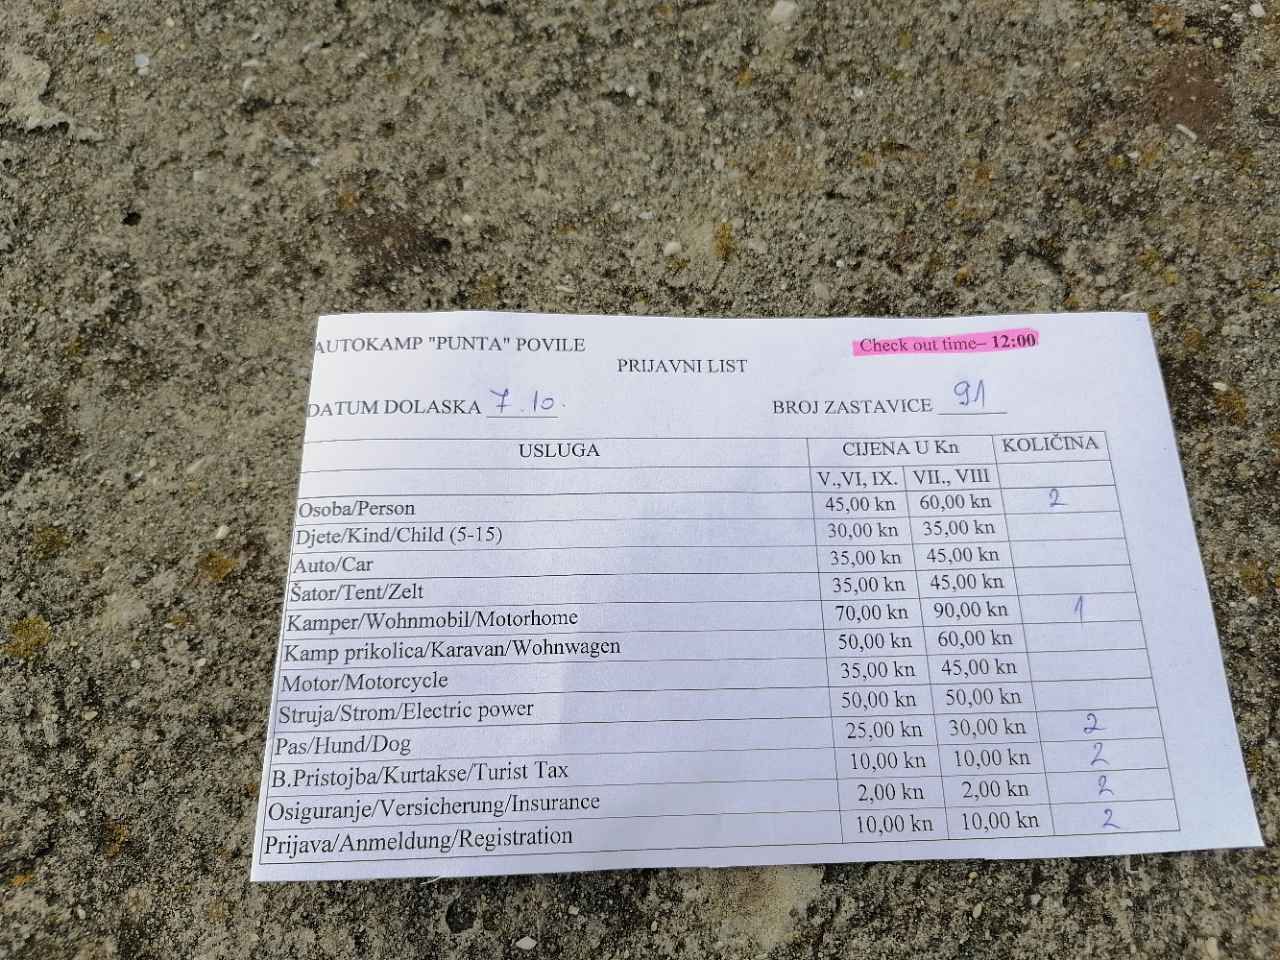 AUTOKAMP "PUNTA" POVILE Check out time– 12:00
PRIJAVNI LIST
DATUM DOLASKA 7.10. BROJ ZASTAVICE 91
USLUGA CIJENA U Kn KOLIČINA
V.,VI, IX. VII., VIII
Osoba/Person 45,00 kn 60,00 kn 2
Djete/Kind/Child (5-15) 30,00 kn 35,00 kn
Auto/Car 35,00 kn 45,00 kn
Šator/Tent/Zelt 35,00 kn 45,00 kn
Kamper/Wohnmobil/Motorhome 70,00 kn 90,00 kn 1
Kamp prikolica/Karavan/Wohnwagen 50,00 kn 60,00 kn
Motor/Motorcycle 35,00 kn 45,00 kn
Struja/Strom/Electric power 50,00 kn 50,00 kn
Pas/Hund/Dog 25,00 kn 30,00 kn 2
B.Pristojba/Kurtakse/Turist Tax 10,00 kn 10,00 kn 2
Osiguranje/Versicherung/Insurance 2,00 kn 2,00 kn 2
Prijava/Anmeldung/Registration 10,00 kn 10,00 kn 2